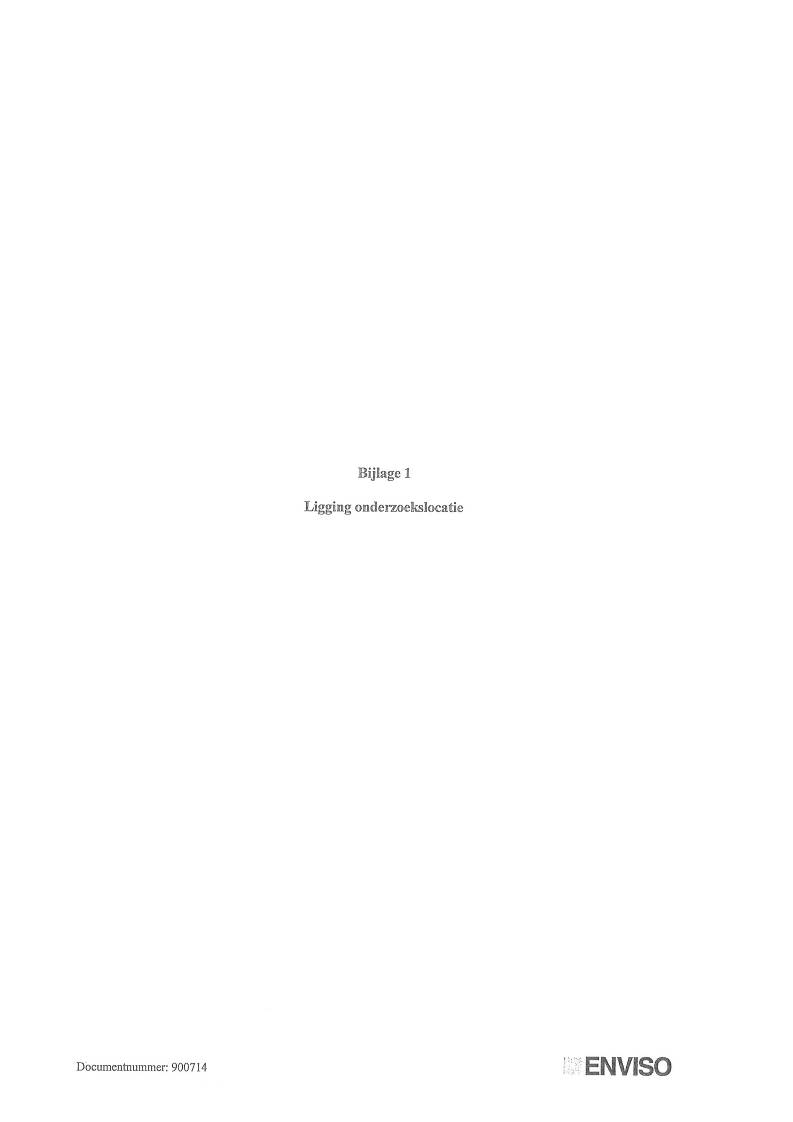 Bijlage 1
Ligging onderzoekslocatie
Documentnummer: 900714
ENVISO